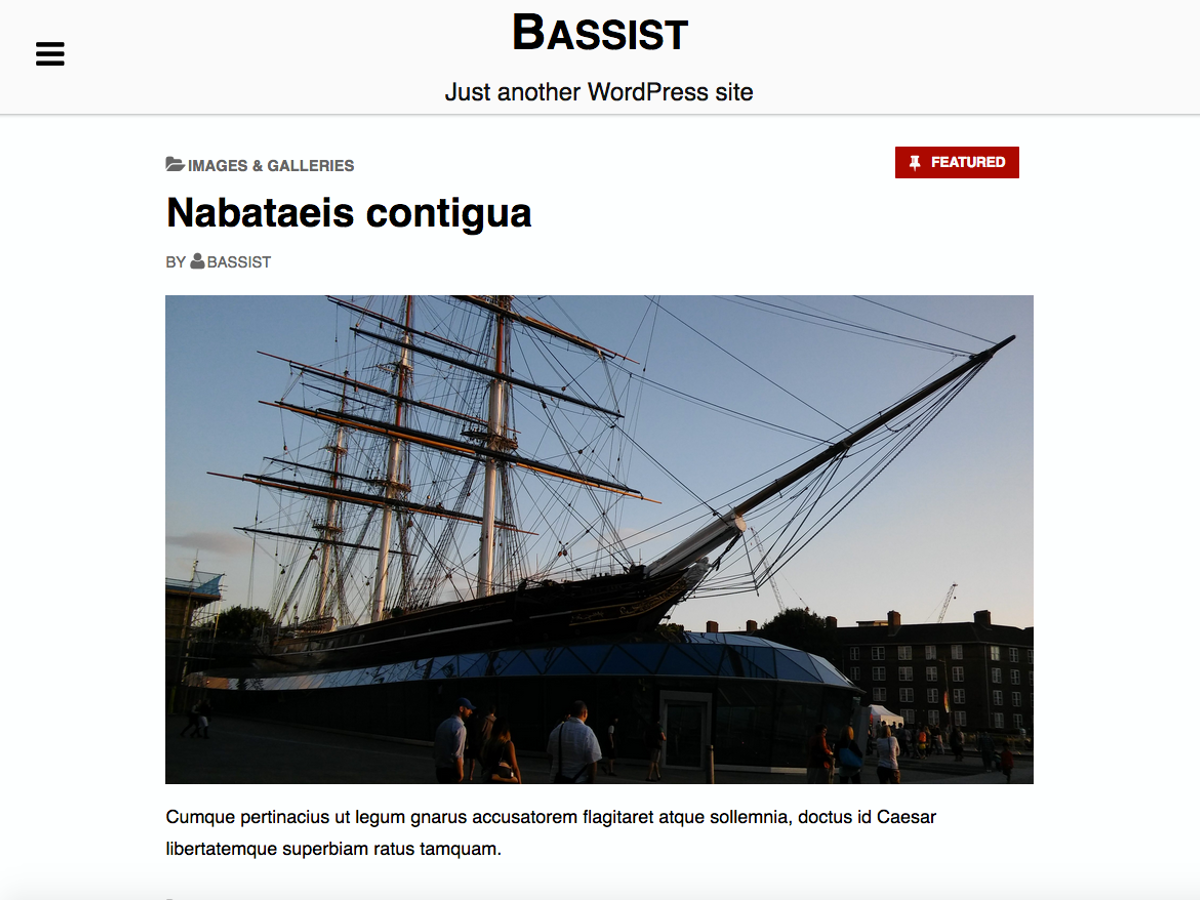 BASSIST
Just another WordPress site
IMAGES & GALLERIES
FEATURED
Nabataeis contigua
BY BASSIST
Cumque pertinacius ut legum gnarus accusatorem flagitaret atque sollemnia, doctus id Caesar
libertatemque superbiam ratus tamquam.